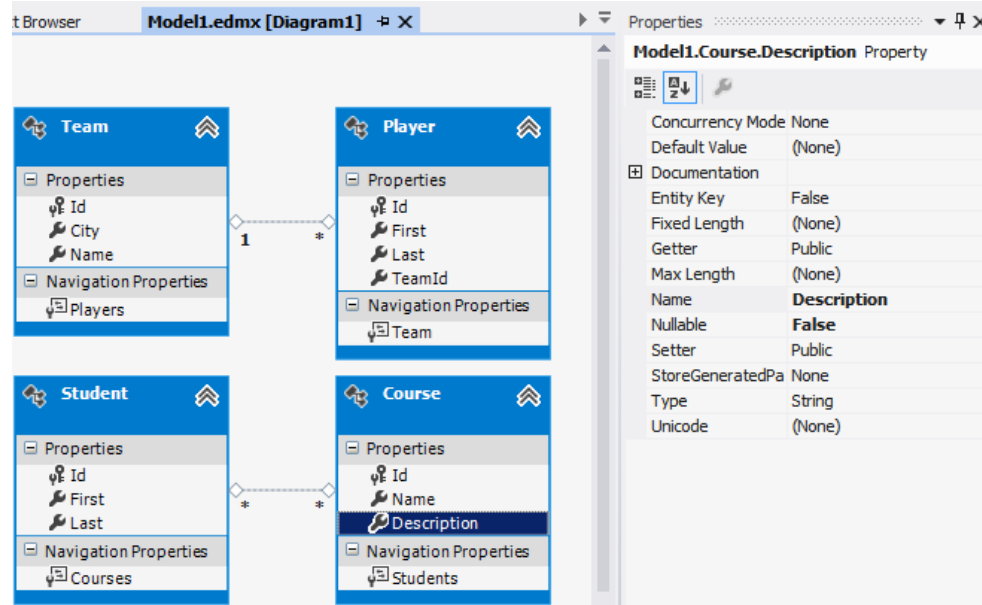 t Browser
Model1.edmx [Diagram1]
Team
Properties
Id
City
Name
Navigation Properties
Players
1
*
Player
Properties
Id
First
Last
TeamId
Navigation Properties
Team
Student
Properties
Id
First
Last
Navigation Properties
Courses
*
*
Course
Properties
Id
Name
Description
Navigation Properties
Students
Properties
Model1.Course.Description Property
Concurrency Mode None
Default Value (None)
Documentation
Entity Key False
Fixed Length (None)
Getter Public
Max Length (None)
Name Description
Nullable False
Setter Public
StoreGeneratedPa None
Type String
Unicode (None)